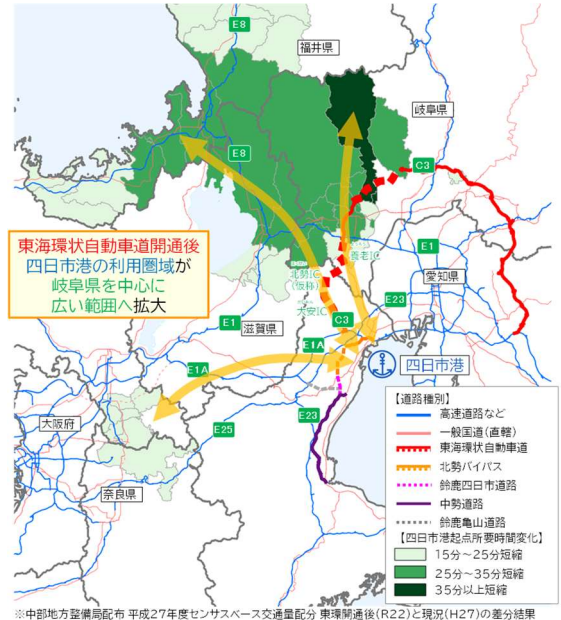 E8
福井県
岐阜県
E8
C3
東海環状自動車道開通後
四日市港の利用圏域が
岐阜県を中心に
広い範囲へ拡大
養老IC
E1
北勢IC
(仮称)
愛知県
大安IC
E23
E1
滋賀県
C3
E1A
E1A
四日市港
大阪府
E25
E23
奈良県
【道路種別】
高速道路など
一般国道(直轄)
東海環状自動車道
北勢バイパス
鈴鹿四日市道路
中勢道路
鈴鹿亀山道路
【四日市港起点所要時間変化】
15分～25分短縮
25分～35分短縮
35分以上短縮
※中部地方整備局配布 平成27年度センサスベース交通量配分 東環開通後(R22)と現況(H27)の差分結果